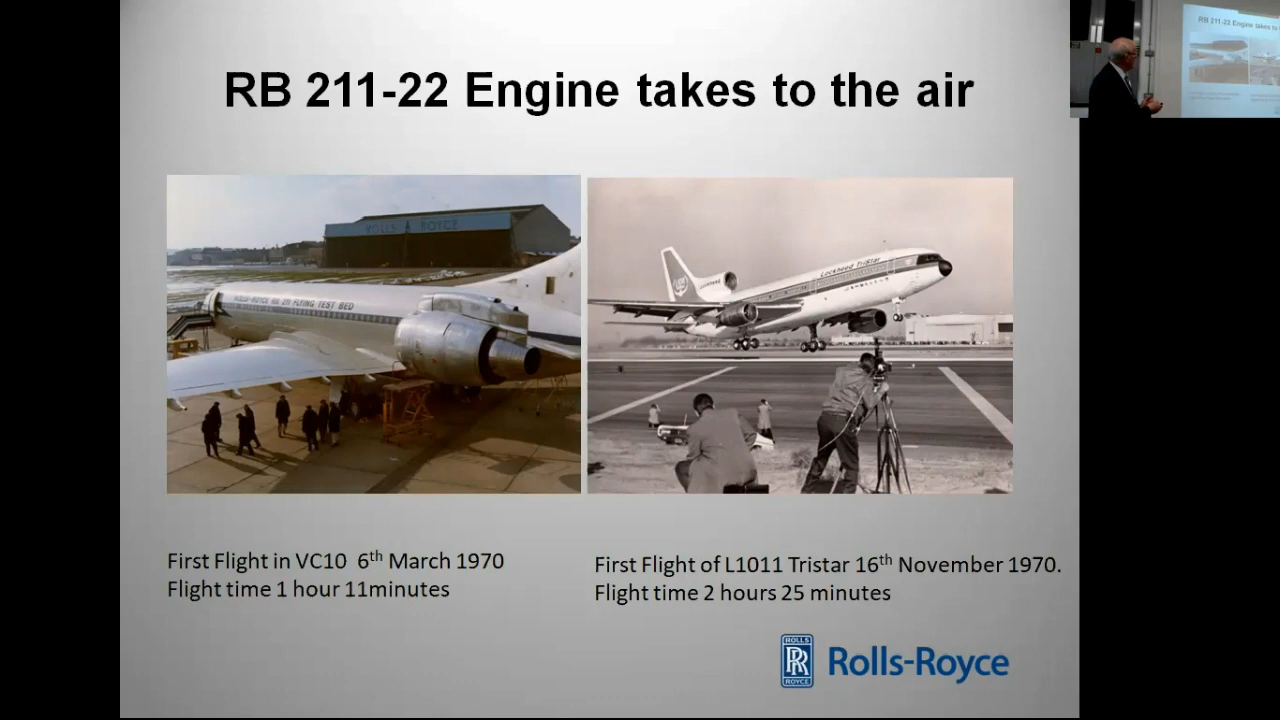 RB 211-22 Engine takes to the air
ROLLS ROYCE
ROLLS-ROYCE RB 211 FLYING TEST BED
Lockheed TriStar
First Flight in VC10 6th March 1970
Flight time 1 hour 11minutes
First Flight of L1011 Tristar 16th November 1970.
Flight time 2 hours 25 minutes
ROLLS
RR
ROYCE
Rolls-Royce
RB 211-22 Engine takes to